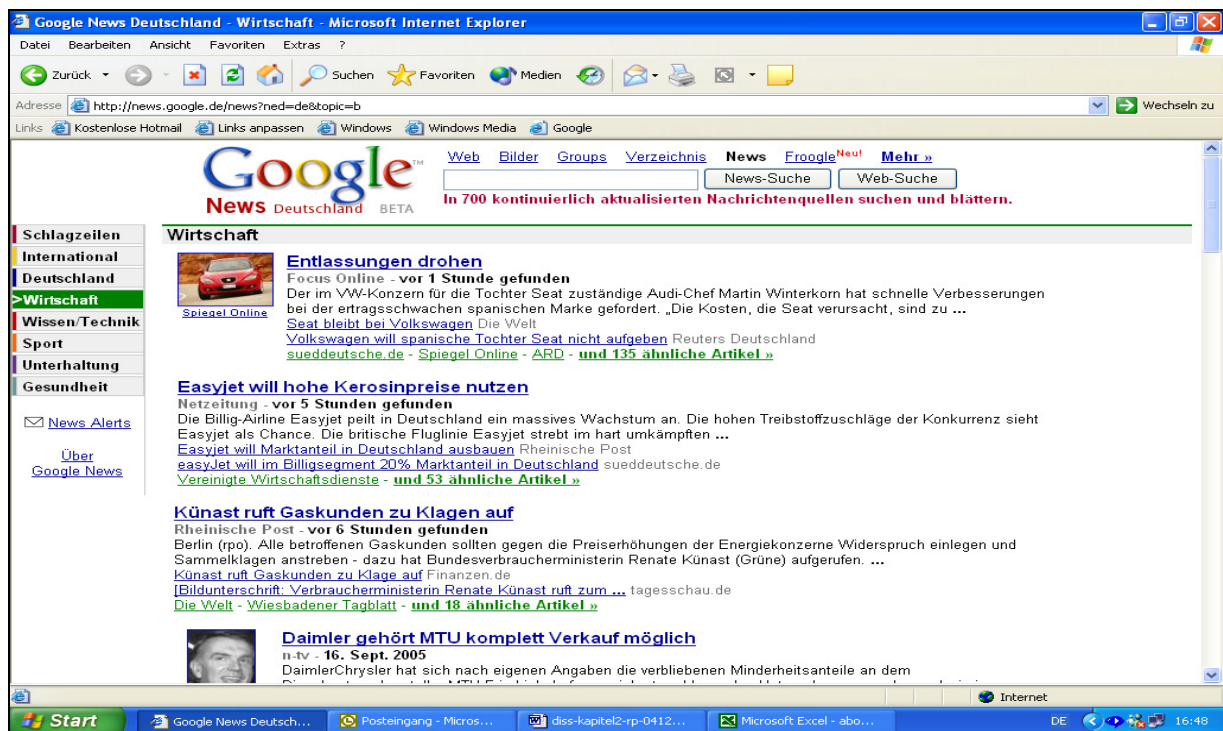 Google News Deutschland - Wirtschaft - Microsoft Internet Explorer
Datei Bearbeiten Ansicht Favoriten Extras ?
Zurück Suchen Favoriten Medien
Adresse http://news.google.de/news?ned=de&topic=b Wechseln zu
Links Kostenlose Hotmail Links anpassen Windows Windows Media Google
Google™
News Deutschland BETA
Web Bilder Groups Verzeichnis News Froogle Neu! Mehr »
News-Suche Web-Suche
In 700 kontinuierlich aktualisierten Nachrichtenquellen suchen und blättern.
Schlagzeilen
International
Deutschland
>Wirtschaft
Wissen/Technik
Sport
Unterhaltung
Gesundheit
News Alerts
Über
Google News
Wirtschaft
Spiegel Online
Entlassungen drohen
Focus Online - vor 1 Stunde gefunden
Der im VW-Konzern für die Tochter Seat zuständige Audi-Chef Martin Winterkorn hat schnelle Verbesserungen
bei der ertragsschwachen spanischen Marke gefordert. „Die Kosten, die Seat verursacht, sind zu ...
Seat bleibt bei Volkswagen Die Welt
Volkswagen will spanische Tochter Seat nicht aufgeben Reuters Deutschland
sueddeutsche.de - Spiegel Online - ARD - und 135 ähnliche Artikel »
Easyjet will hohe Kerosinpreise nutzen
Netzeitung - vor 5 Stunden gefunden
Die Billig-Airline Easyjet peilt in Deutschland ein massives Wachstum an. Die hohen Treibstoffzuschläge der Konkurrenz sieht
Easyjet als Chance. Die britische Fluglinie Easyjet strebt im hart umkämpften ...
Easyjet will Marktanteil in Deutschland ausbauen Rheinische Post
easyJet will im Billigsegment 20% Marktanteil in Deutschland sueddeutsche.de
Vereinigte Wirtschaftsdienste - und 53 ähnliche Artikel »
Künast ruft Gaskunden zu Klagen auf
Rheinische Post - vor 6 Stunden gefunden
Berlin (rpo). Alle betroffenen Gaskunden sollten gegen die Preiserhöhungen der Energiekonzerne Widerspruch einlegen und
Sammelklagen anstreben - dazu hat Bundesverbraucherministerin Renate Künast (Grüne) aufgerufen. ...
Künast ruft Gaskunden zu Klage auf Finanzen.de
[Bildunterschrift: Verbraucherministerin Renate Künast ruft zum ... tagesschau.de
Die Welt - Wiesbadener Tagblatt - und 18 ähnliche Artikel »
Daimler gehört MTU komplett Verkauf möglich
n-tv - 16. Sept. 2005
DaimlerChrysler hat sich nach eigenen Angaben die verbliebenen Minderheitsanteile an dem
Internet
Start Google News Deutsch... Posteingang - Micros... diss-kapitel2-rp-0412... Microsoft Excel - abo... DE 16:48